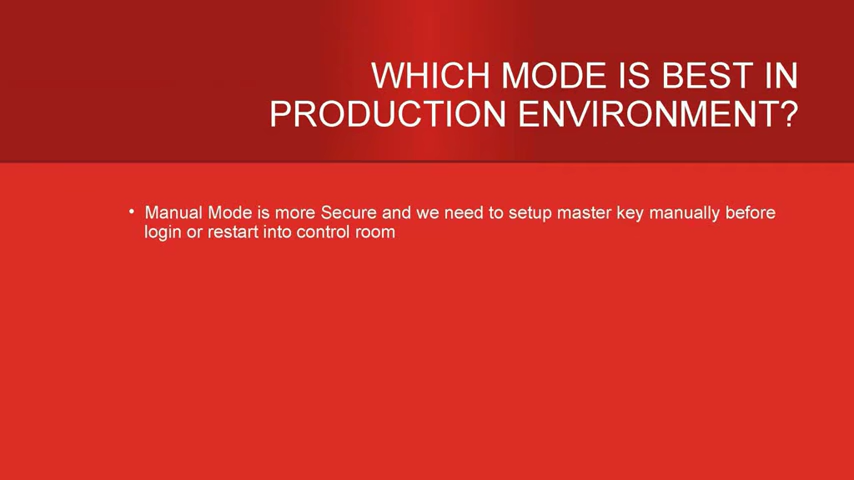 WHICH MODE IS BEST IN
PRODUCTION ENVIRONMENT?
• Manual Mode is more Secure and we need to setup master key manually before
login or restart into control room